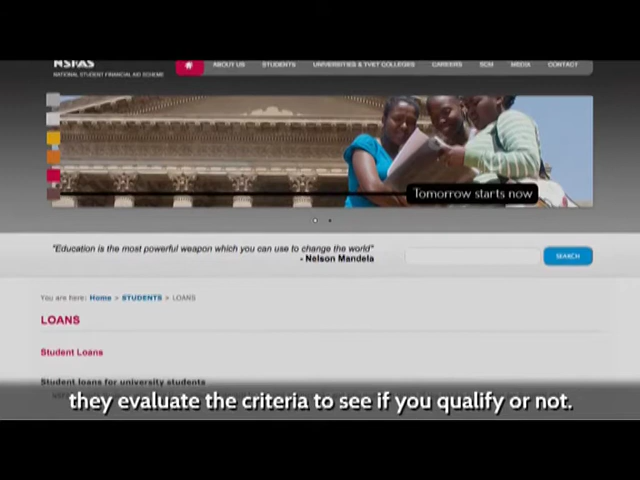 NSFAS
NATIONAL STUDENT FINANCIAL AID SCHEME
ABOUT US STUDENTS UNIVERSITIES & TVET COLLEGES CAREERS SCM MEDIA CONTACT
Tomorrow starts now
"Education is the most powerful weapon which you can use to change the world"
- Nelson Mandela
SEARCH
You are here: Home > STUDENTS > LOANS
LOANS
Student Loans
Student loans for university students
they evaluate the criteria to see if you qualify or not.